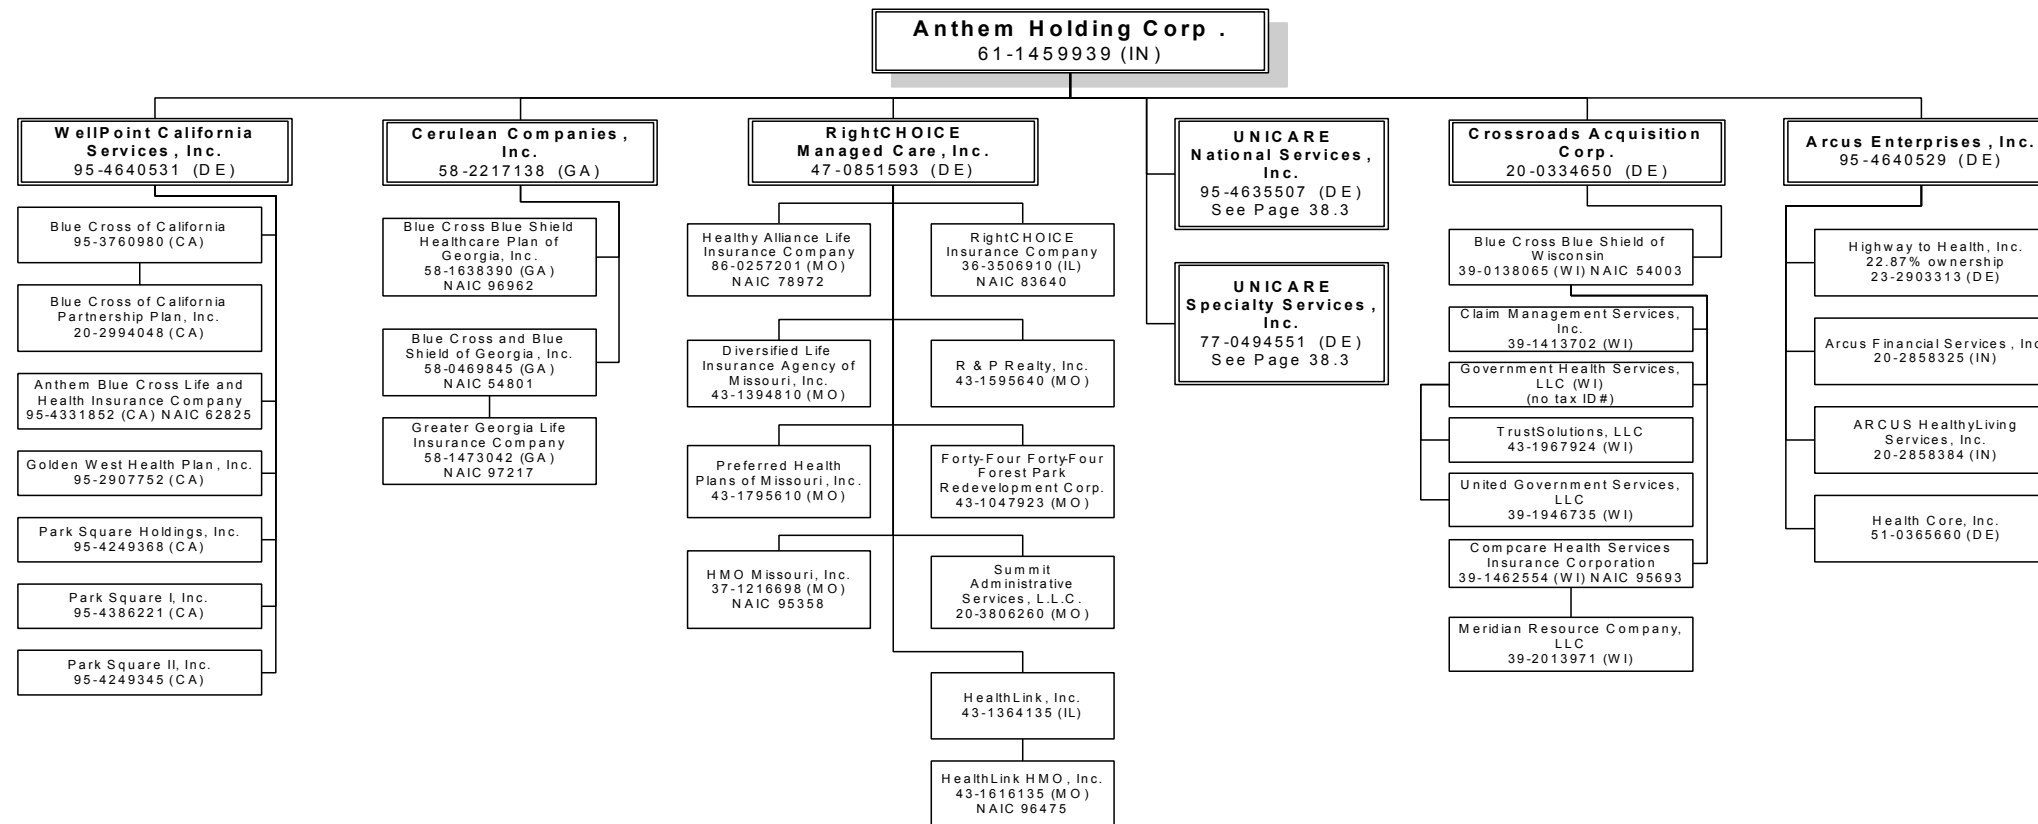 Anthem Holding Corp .
61-1459939 (IN)
WellPoint California
Services, Inc.
95-4640531 (DE)
Blue Cross of California
95-3760980 (CA)
Blue Cross of California
Partnership Plan, Inc.
20-2994048 (CA)
Anthem Blue Cross Life and
Health Insurance Company
95-4331852 (CA) NAIC 62825
Golden West Health Plan, Inc.
95-2907752 (CA)
Park Square Holdings, Inc.
95-4249368 (CA)
Park Square I, Inc.
95-4386221 (CA)
Park Square II, Inc.
95-4249345 (CA)
Cerulean Companies,
Inc.
58-2217138 (GA)
Blue Cross Blue Shield
Healthcare Plan of
Georgia, Inc.
58-1638390 (GA)
NAIC 96962
Blue Cross and Blue
Shield of Georgia, Inc.
58-0469845 (GA)
NAIC 54801
Greater Georgia Life
Insurance Company
58-1473042 (GA)
NAIC 97217
RightCHOICE
Managed Care, Inc.
47-0851593 (DE)
Healthy Alliance Life
Insurance Company
86-0257201 (MO)
NAIC 78972
RightCHOICE
Insurance Company
36-3506910 (IL)
NAIC 83640
Diversified Life
Insurance Agency of
Missouri, Inc.
43-1394810 (MO)
R & P Realty, Inc.
43-1595640 (MO)
Preferred Health
Plans of Missouri, Inc.
43-1795610 (MO)
Forty-Four Forty-Four
Forest Park
Redevelopment Corp.
43-1047923 (MO)
HMO Missouri, Inc.
37-1216698 (MO)
NAIC 95358
Summit
Administrative
Services, L.L.C.
20-3806260 (MO)
HealthLink, Inc.
43-1364135 (IL)
HealthLink HMO, Inc.
43-1616135 (MO)
NAIC 96475
UNICARE
National Services,
Inc.
95-4635507 (DE)
See Page 38.3
UNICARE
Specialty Services,
Inc.
77-0494551 (DE)
See Page 38.3
Crossroads Acquisition
Corp.
20-0334650 (DE)
Blue Cross Blue Shield of
Wisconsin
39-0138065 (WI) NAIC 54003
Claim Management Services,
Inc.
39-1413702 (WI)
Government Health Services,
LLC (WI)
(no tax ID#)
TrustSolutions, LLC
43-1967924 (WI)
United Government Services,
LLC
39-1946735 (WI)
Compcare Health Services
Insurance Corporation
39-1462554 (WI) NAIC 95693
Meridian Resource Company,
LLC
39-2013971 (WI)
Arcus Enterprises, Inc.
95-4640529 (DE)
Highway to Health, Inc.
22.87% ownership
23-2903313 (DE)
Arcus Financial Services, Inc
20-2858325 (IN)
ARCUS HealthyLiving
Services, Inc.
20-2858384 (IN)
Health Core, Inc.
51-0365660 (DE)